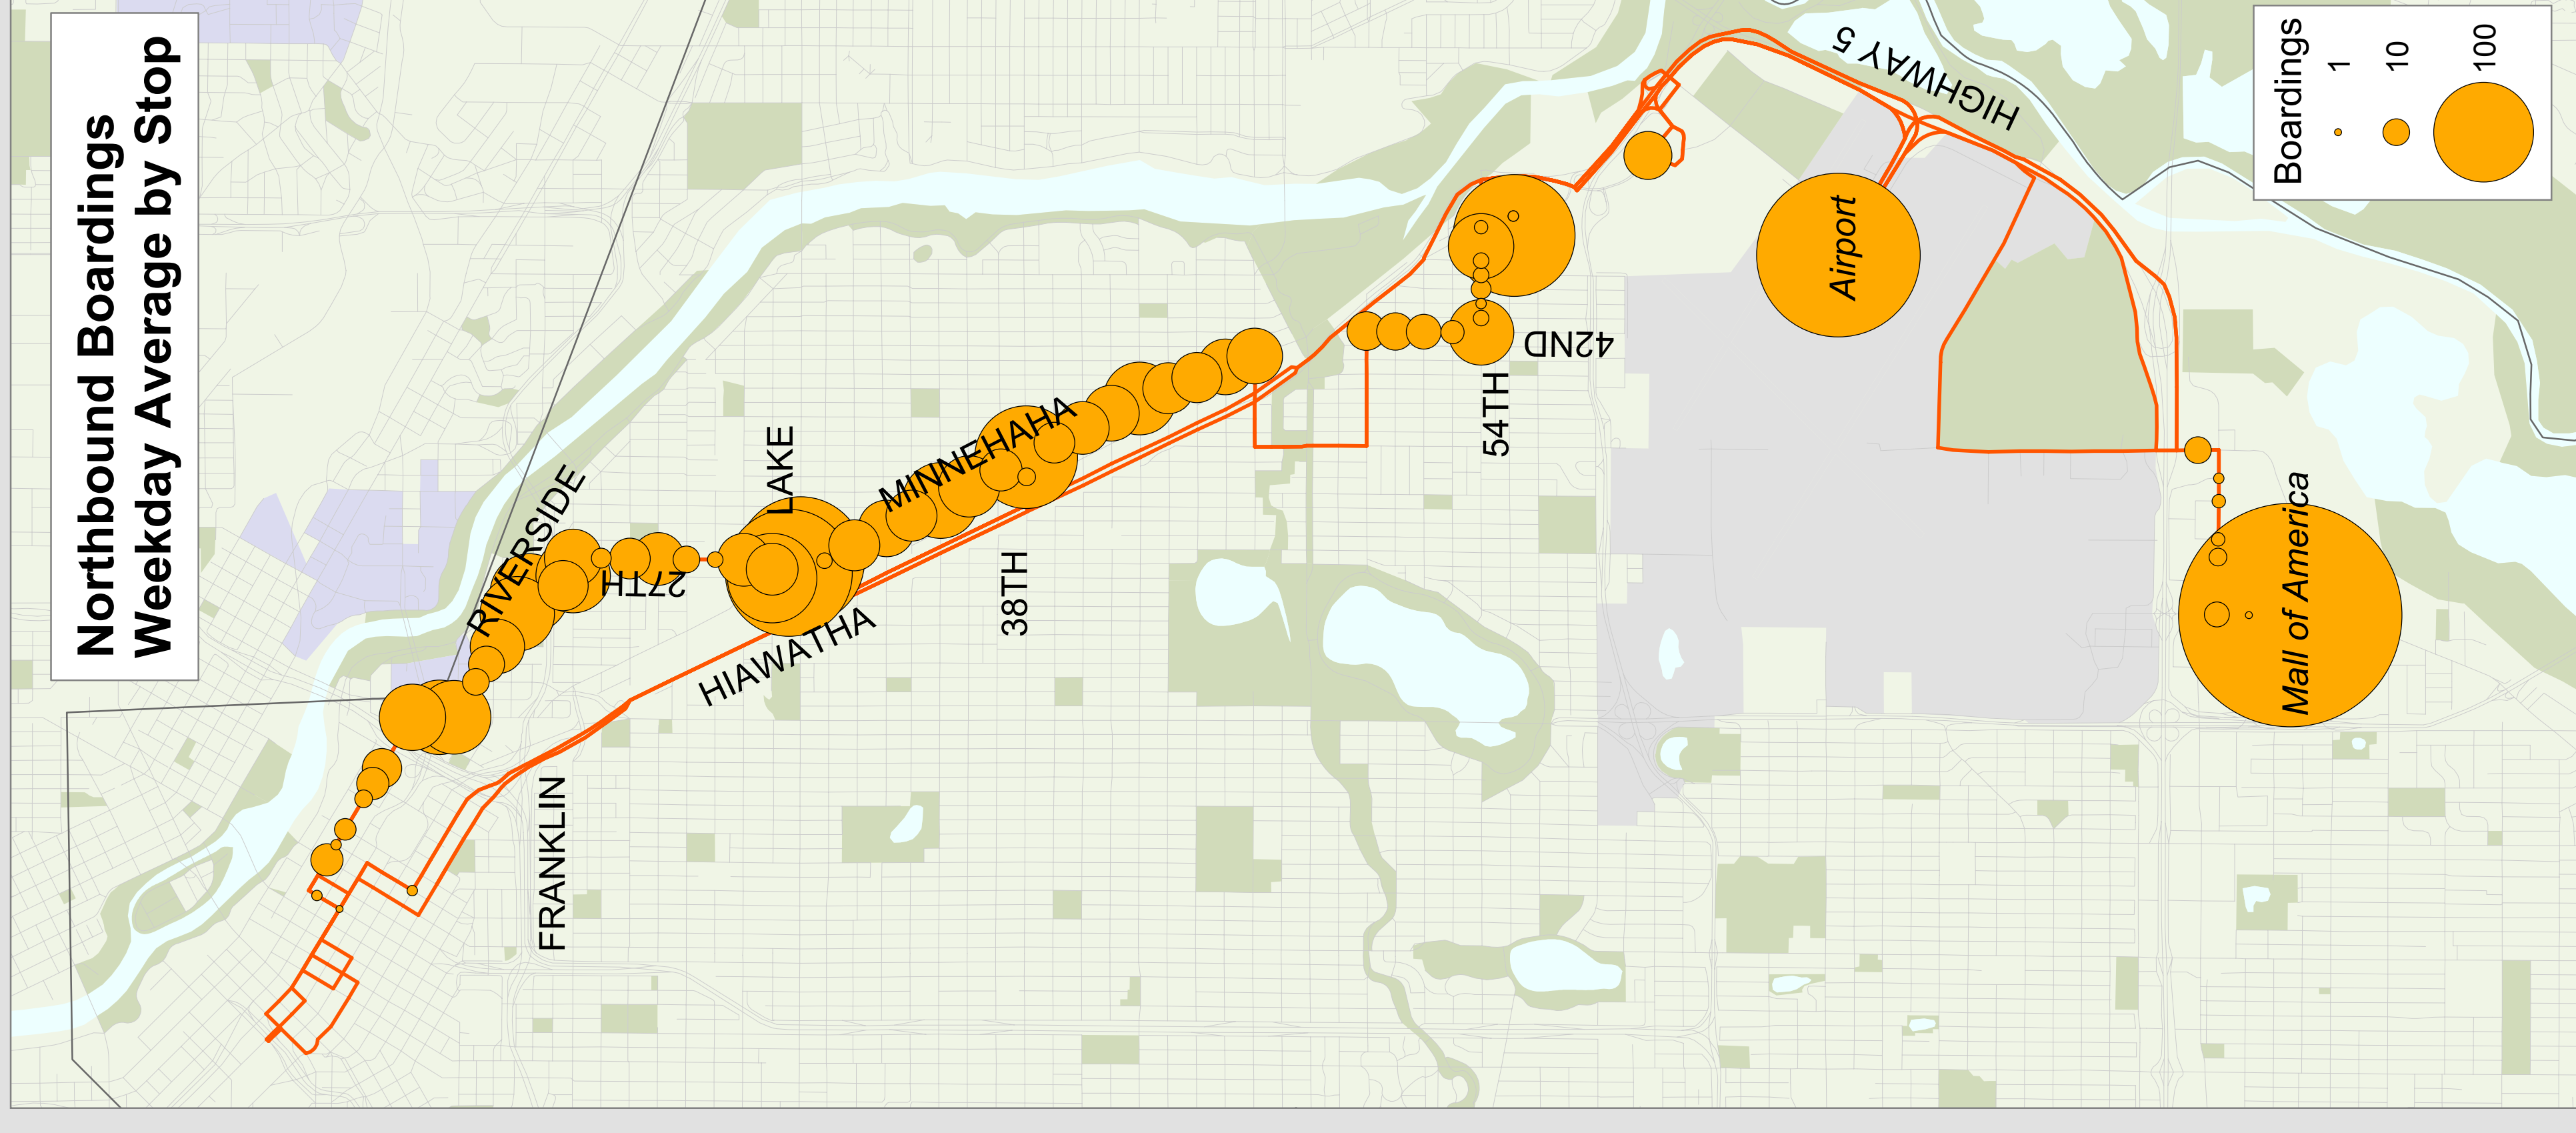 Northbound Boardings
Weekday Average by Stop
RIVERSIDE
27TH
FRANKLIN
LAKE
HIAWATHA
MINNEHAHA
38TH
42ND
54TH
HIGHWAY 5
Airport
Mall of America
Boardings
1
10
100